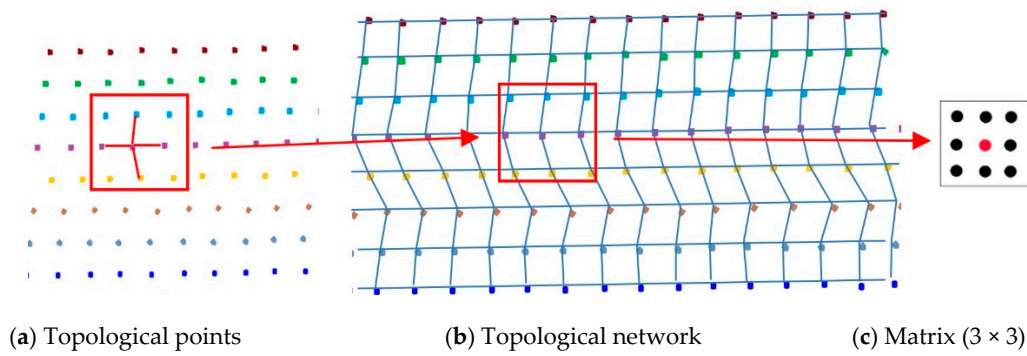 (a) Topological points
(b) Topological network
(c) Matrix (3 × 3)